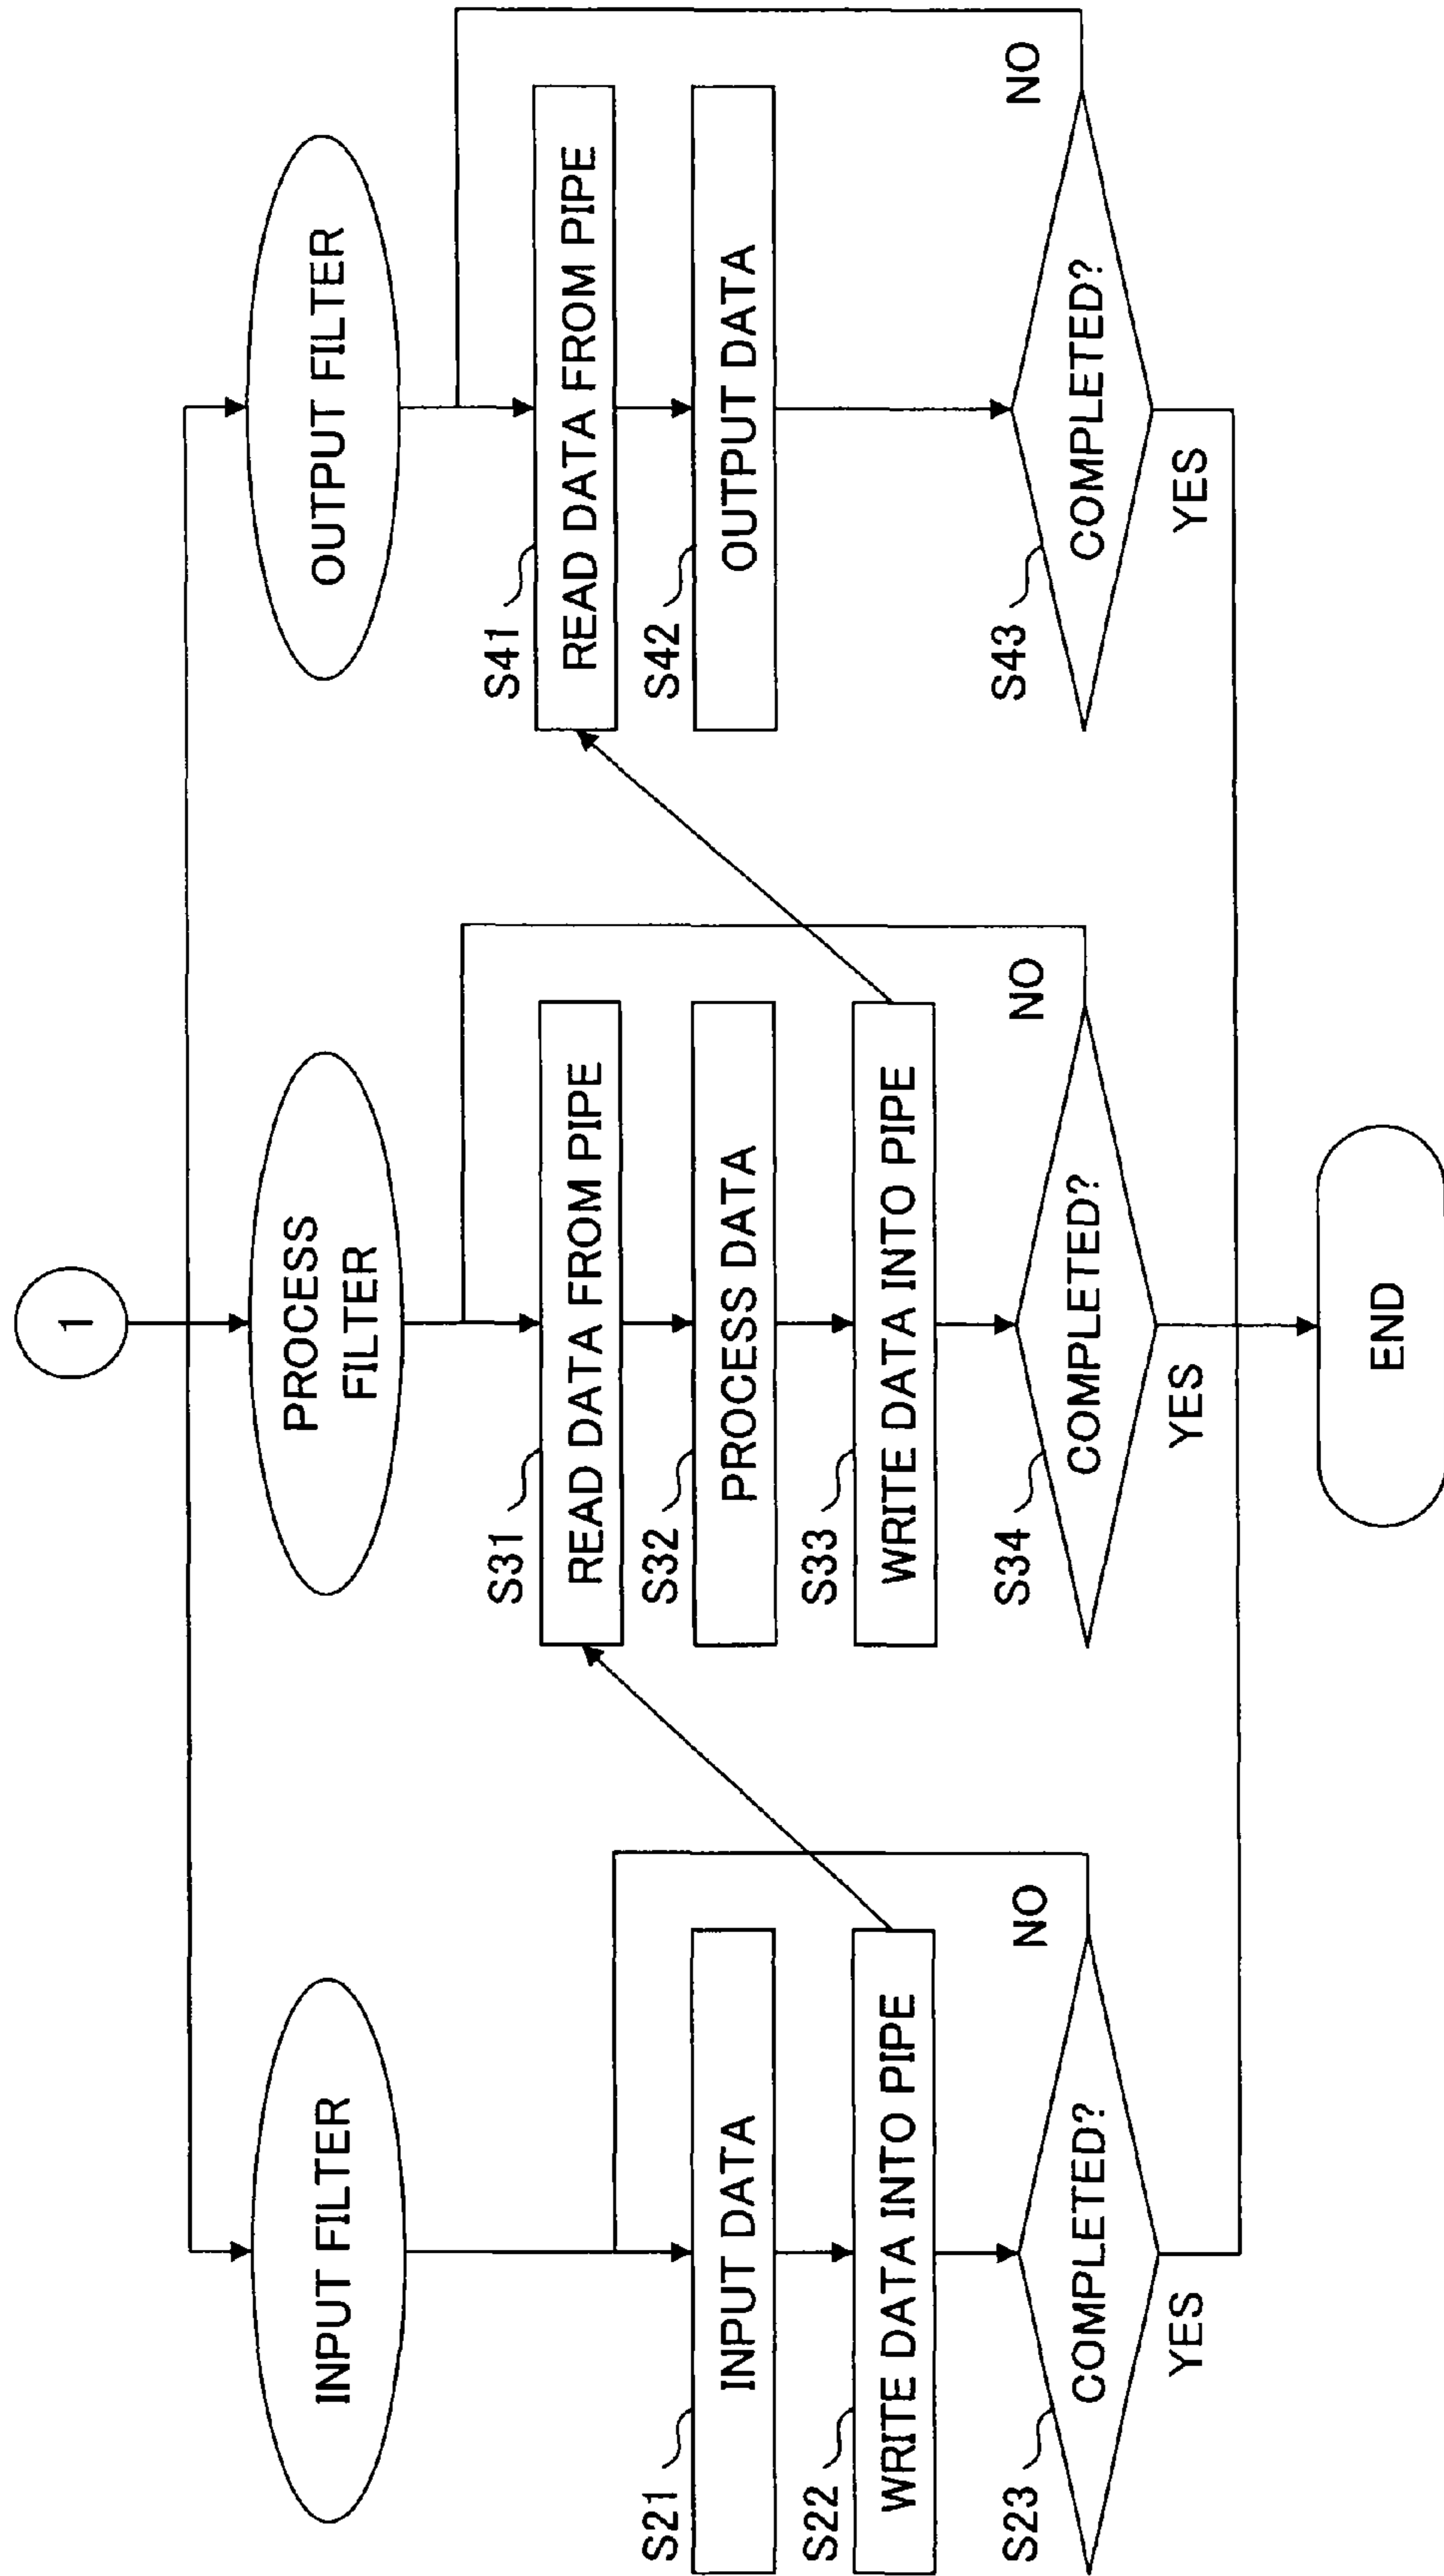 1
INPUT FILTER
S21
INPUT DATA
S22
WRITE DATA INTO PIPE
S23
COMPLETED?
NO
YES
PROCESS
FILTER
S31
READ DATA FROM PIPE
S32
PROCESS DATA
S33
WRITE DATA INTO PIPE
S34
COMPLETED?
NO
YES
OUTPUT FILTER
S41
READ DATA FROM PIPE
S42
OUTPUT DATA
S43
COMPLETED?
NO
YES
END